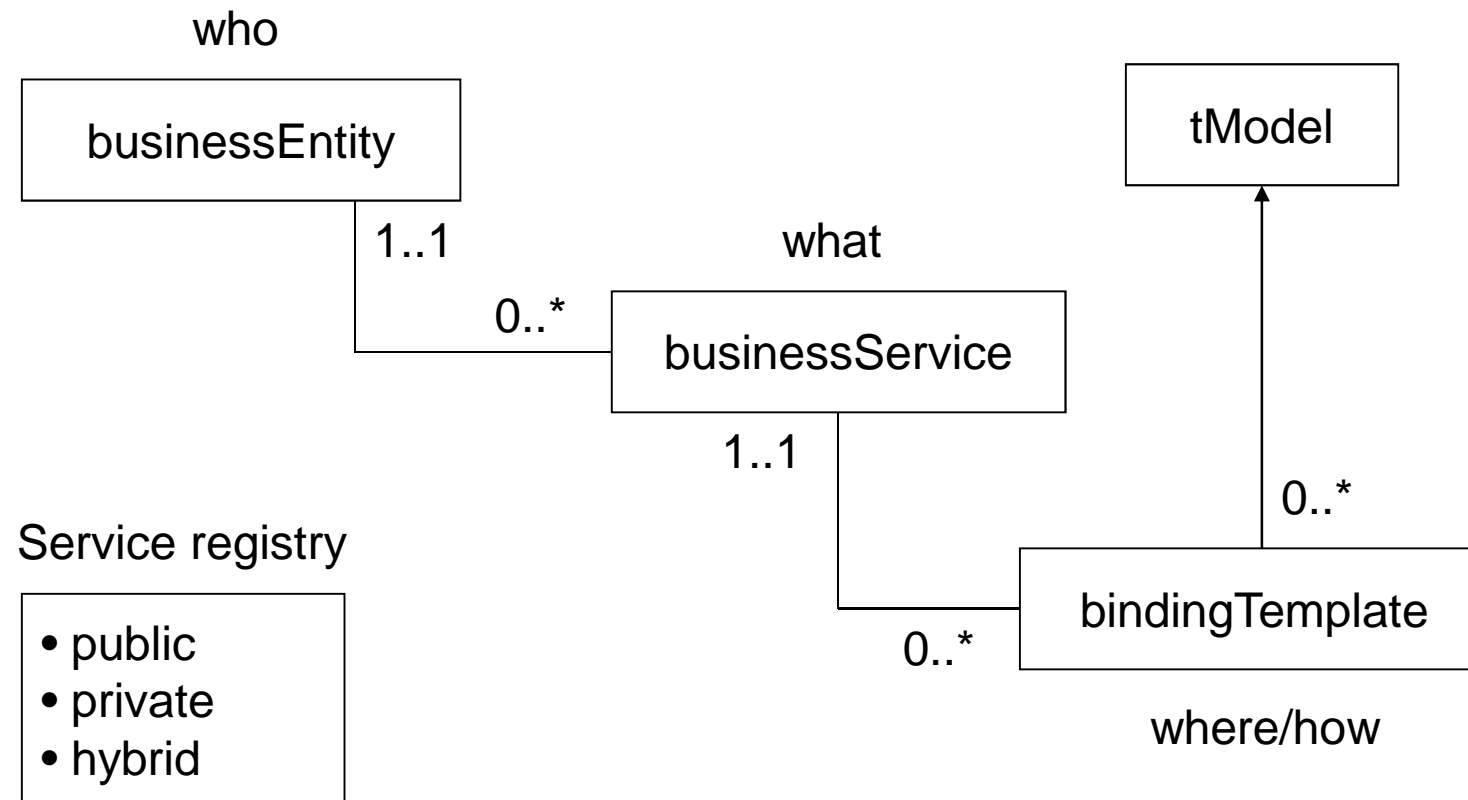 who
businessEntity
tModel
1..1
what
0..*
businessService
1..1
0..*
Service registry
• public
• private
• hybrid
bindingTemplate
0..*
where/how